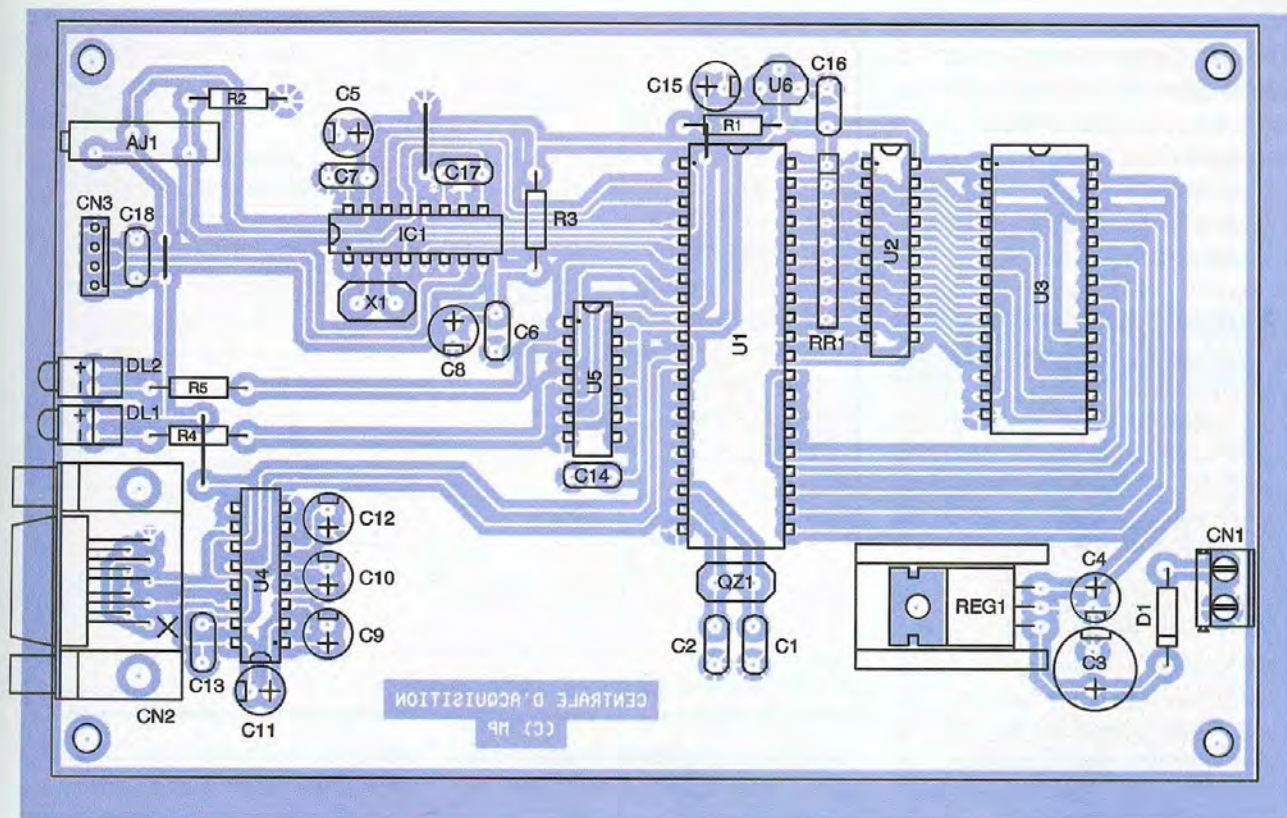 C16
C15
U6
C5
R2
R1
AJ1
C7
C17
CN3
C18
R3
IC1
U2
U3
X1
C6
U1
RR1
C8
DL2
U5
R5
DL1
R4
C14
C12
CN1
C4
QZ1
C10
U4
REG1
D1
C9
C2
C1
C3
C13
CENTRALE D'ACQUISITION
(C) MP
CN2
C11